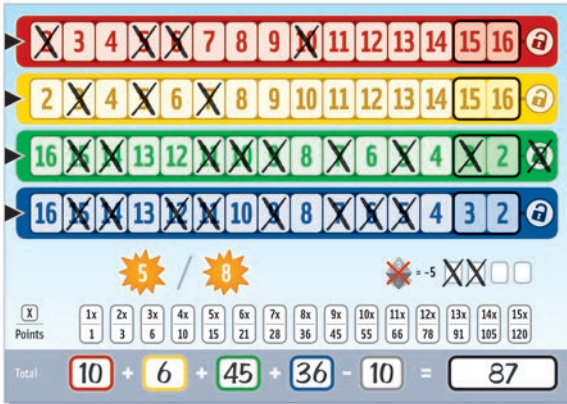 2 3 4 5 6 7 8 9 10 11 12 13 14 15 16
2 3 4 5 6 7 8 9 10 11 12 13 14 15 16
16 15 14 13 12 11 10 9 8 7 6 5 4 3 2
16 15 14 13 12 11 10 9 8 7 6 5 4 3 2
5 / 8 = -5
X 1x 2x 3x 4x 5x 6x 7x 8x 9x 10x 11x 12x 13x 14x 15x
Points 1 3 6 10 15 21 28 36 45 55 66 78 91 105 120
Total 10 + 6 + 45 + 36 - 10 = 87